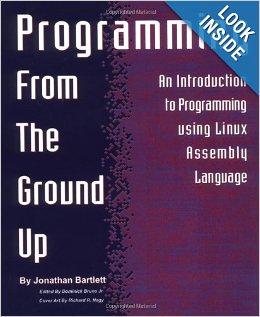 LOOK
INSIDE
Programmi
From
The
Ground
Up
An Introduction
to Programming
using Linux
Assembly
Language
By Jonathan Bartlett
Edited By Dominick Bruno Jr.
Cover Art By Richard R. Nagy